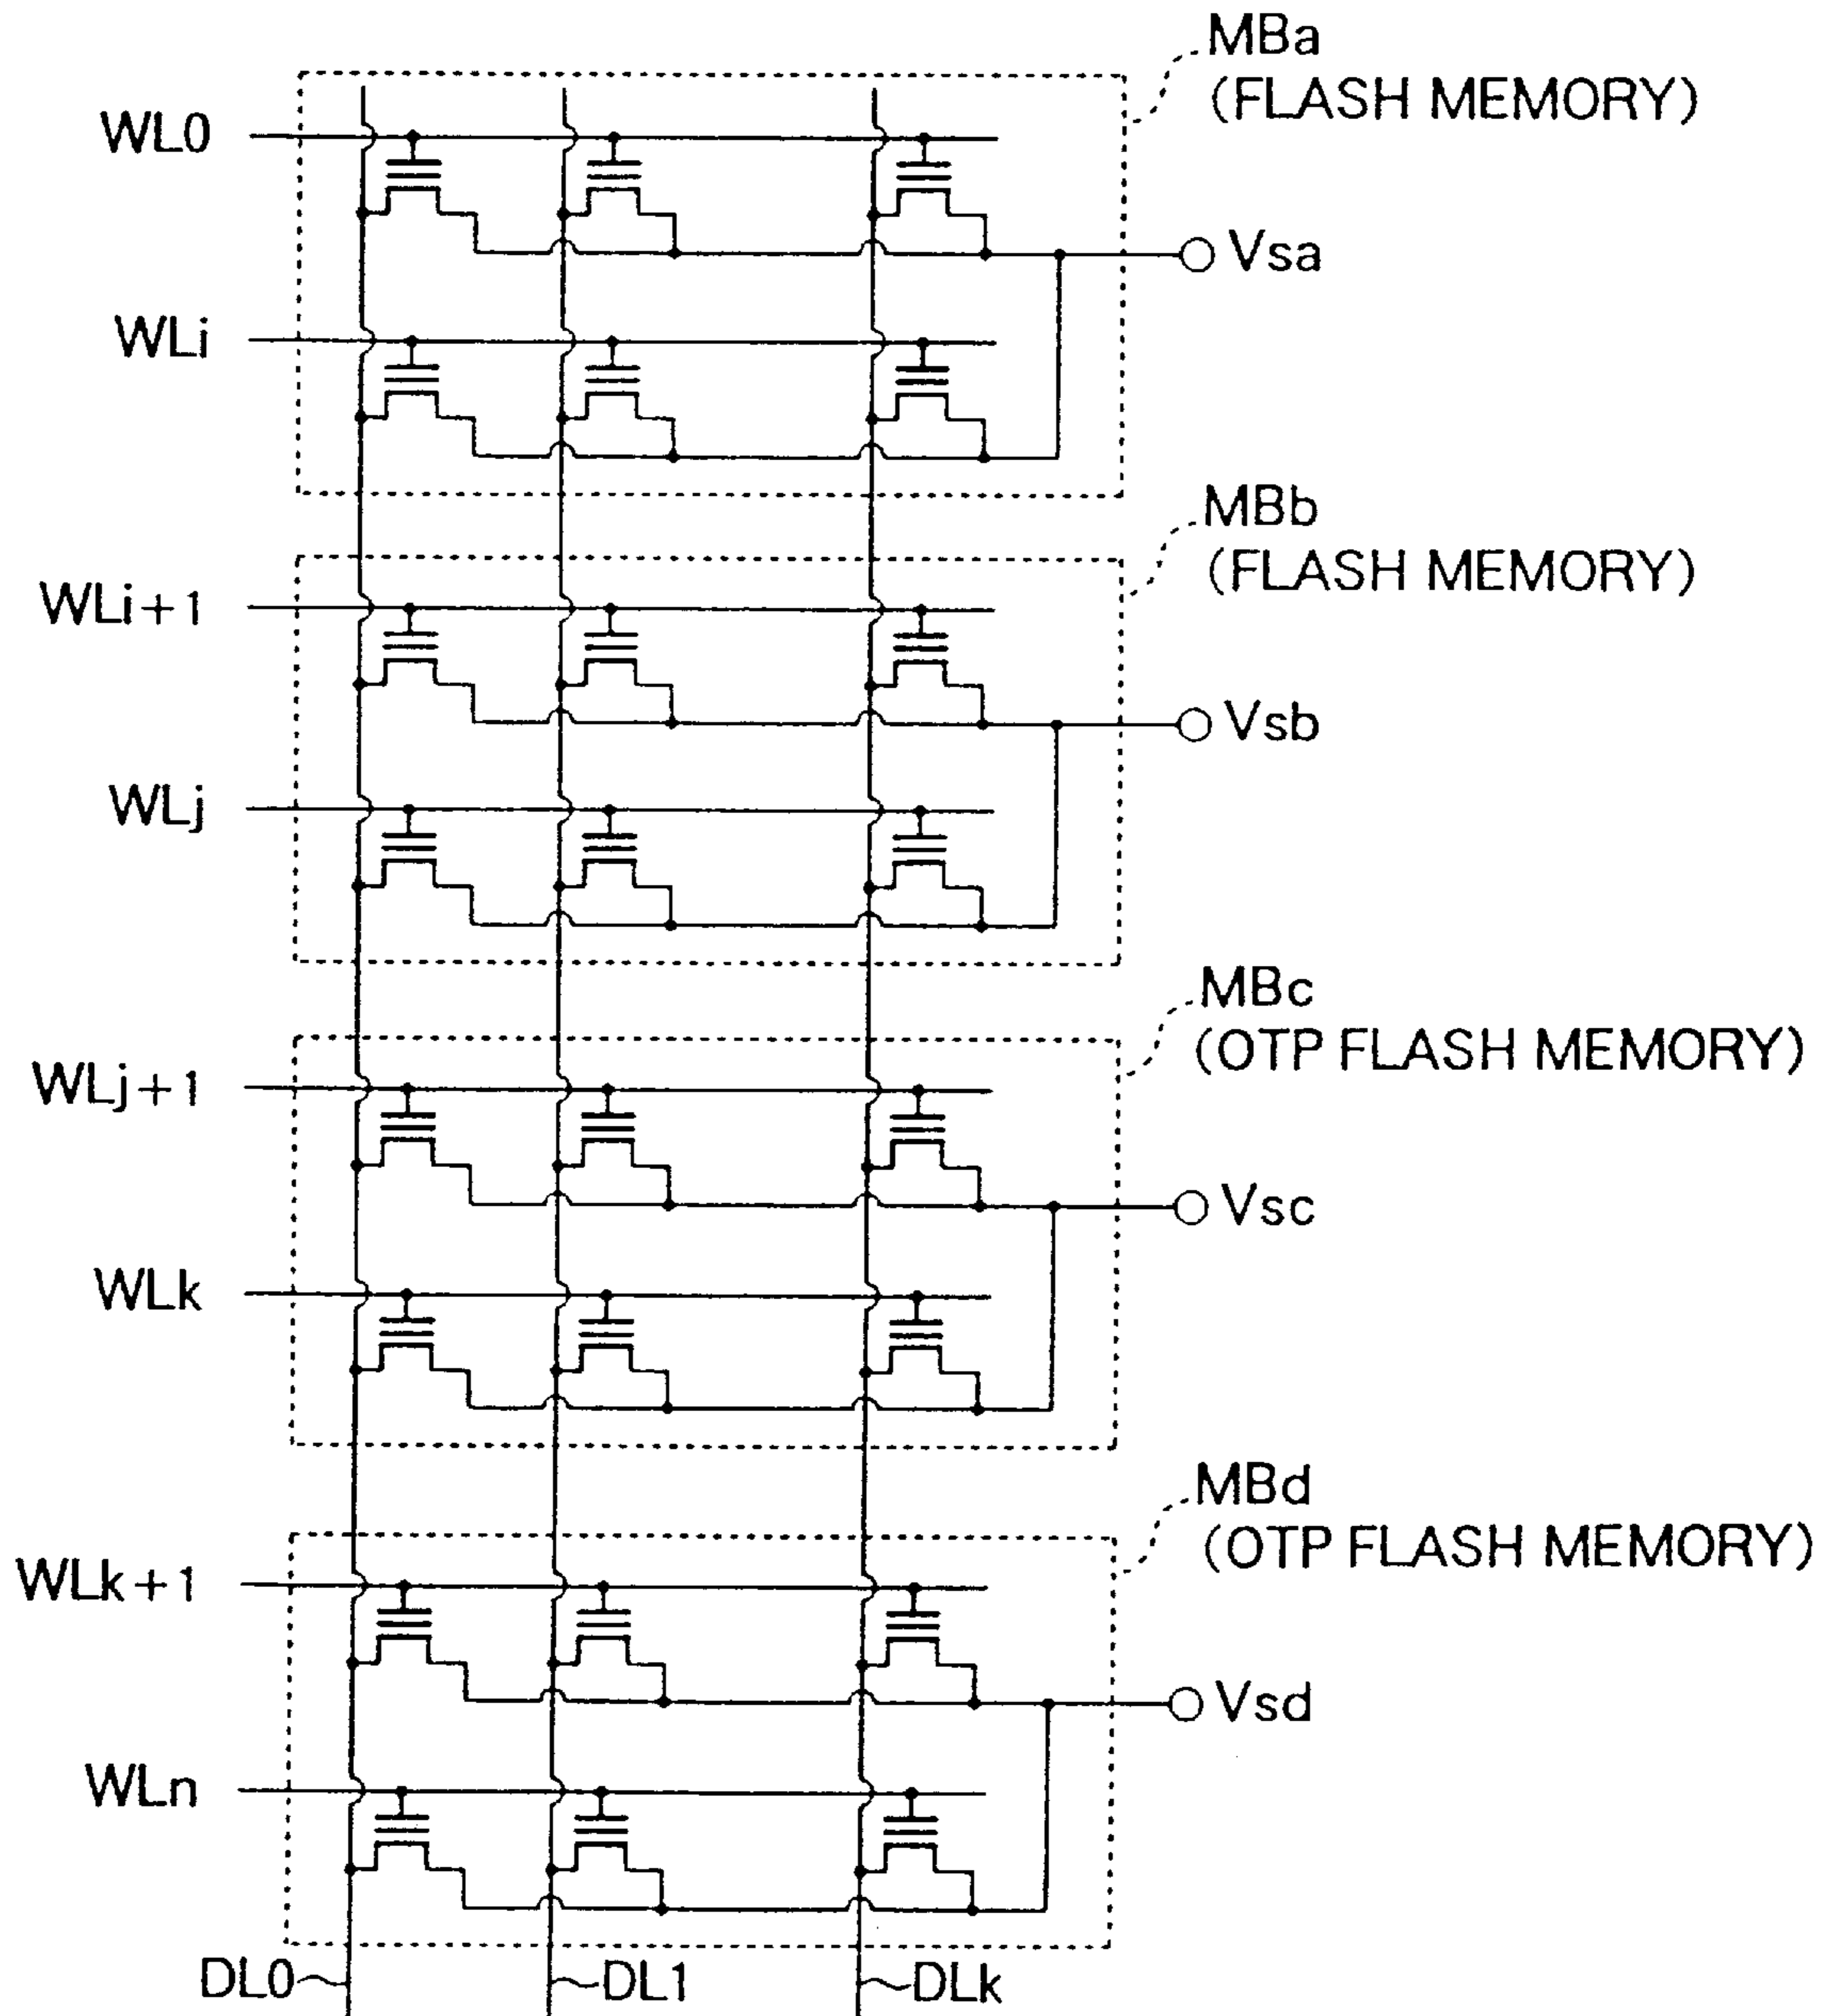 MBa
(FLASH MEMORY)
WL0
Vsa
WLi
MBb
(FLASH MEMORY)
WLi+1
Vsb
WLj
MBc
(OTP FLASH MEMORY)
WLj+1
Vsc
WLk
MBd
(OTP FLASH MEMORY)
WLk+1
Vsd
WLn
DL0
DL1
DLk